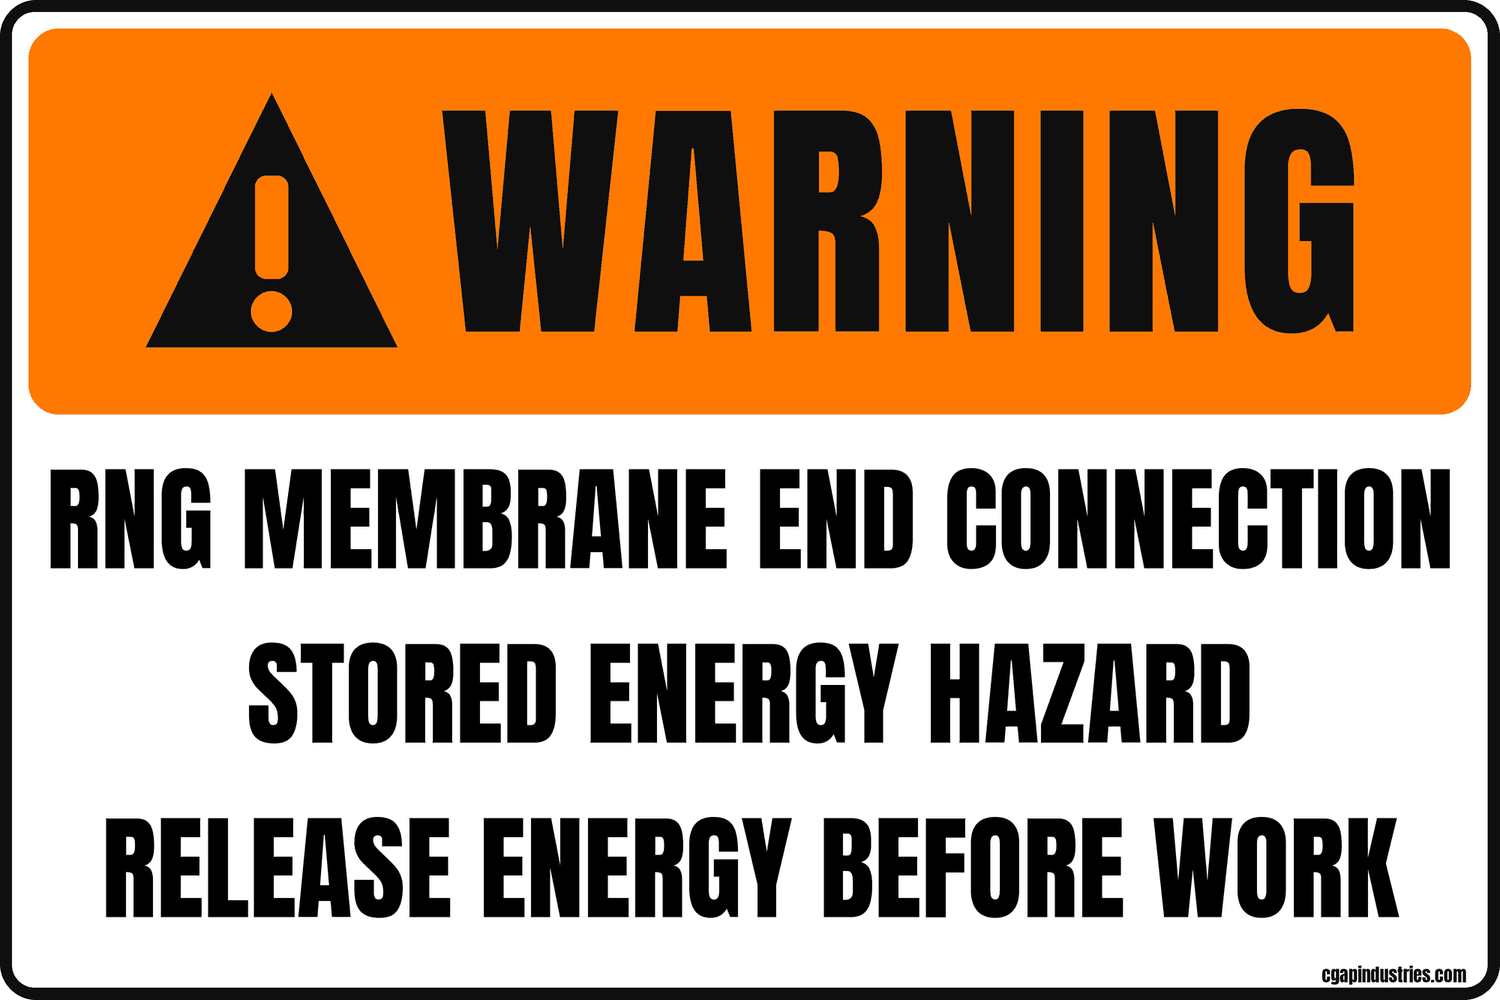 WARNING
RNG MEMBRANE END CONNECTION
STORED ENERGY HAZARD
RELEASE ENERGY BEFORE WORK
cgapindustries.com